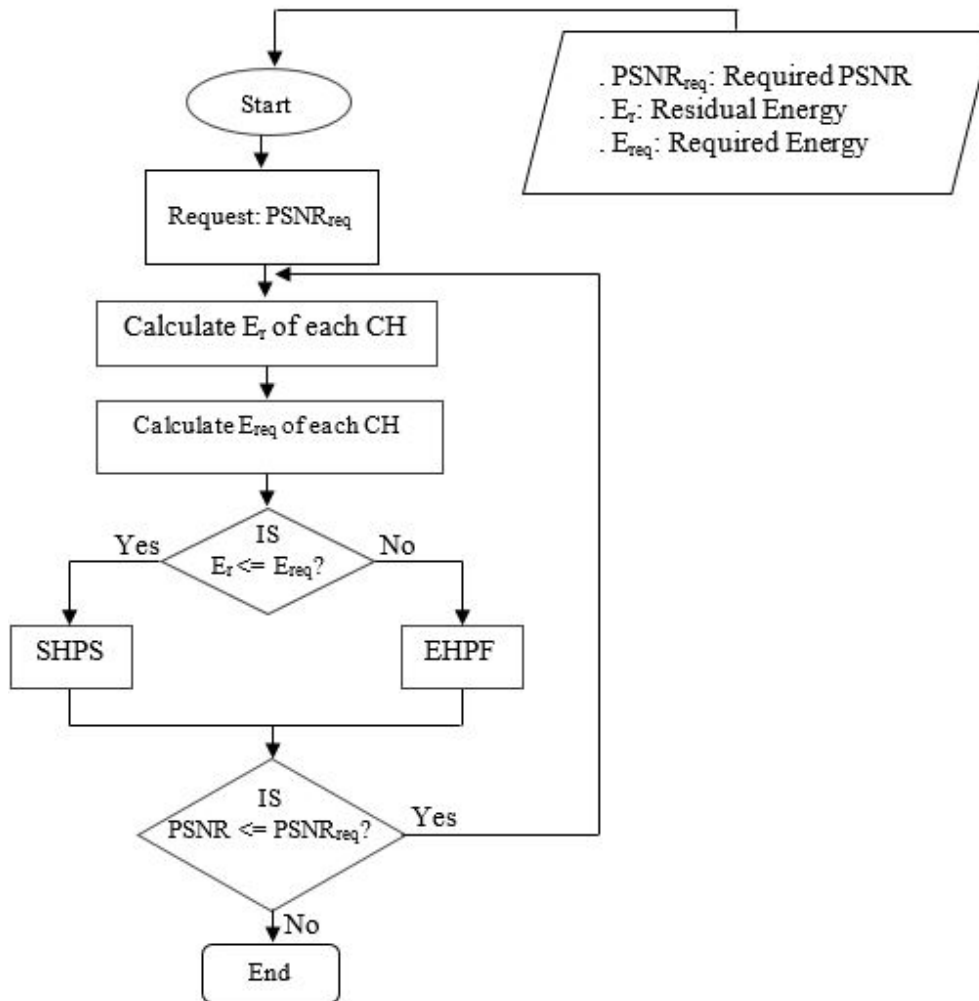 . PSNRreq: Required PSNR
. Er: Residual Energy
. Ereq: Required Energy
Start
Request: PSNRreq
Calculate Er of each CH
Calculate Ereq of each CH
IS
Er <= Ereq?
Yes
No
SHPS
EHPF
IS
PSNR <= PSNRreq?
Yes
No
End